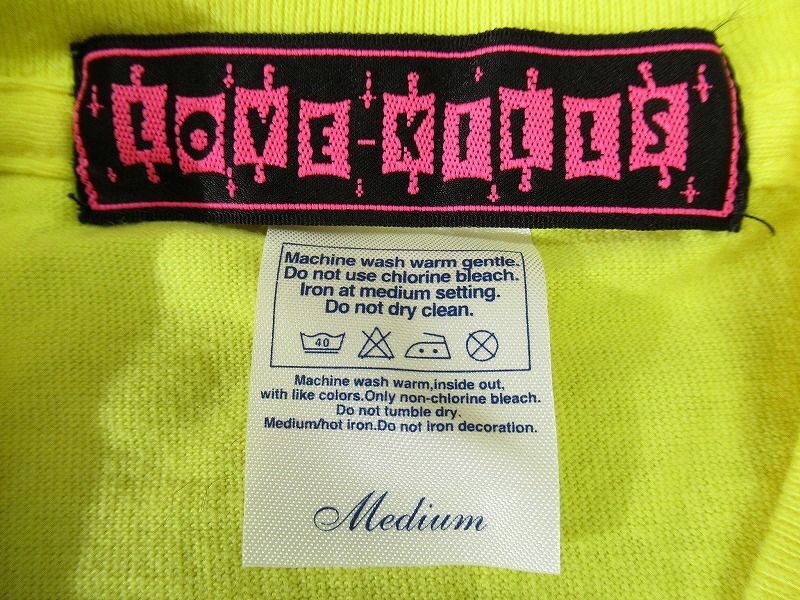 LOVE-KILLS
Machine wash warm gentle.
Do not use chlorine bleach.
Iron at medium setting.
Do not dry clean.
40
Machine wash warm,inside out,
with like colors.Only non-chlorine bleach.
Do not tumble dry.
Medium/hot iron.Do not iron decoration.
Medium